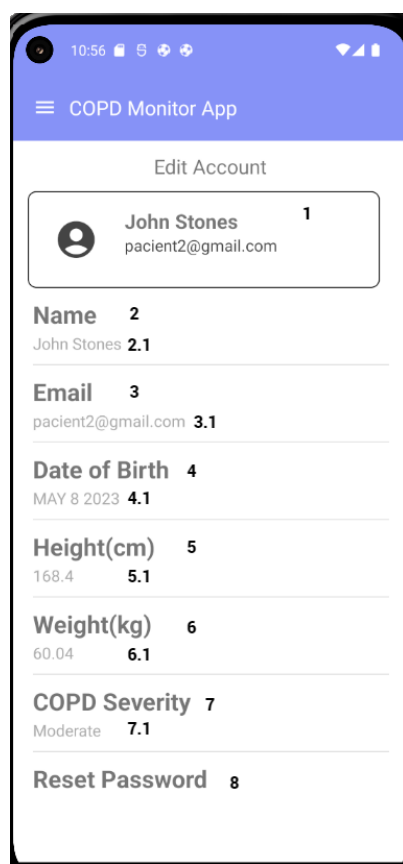 10:56
COPD Monitor App
Edit Account
John Stones 1
pacient2@gmail.com
Name 2
John Stones 2.1
Email 3
pacient2@gmail.com 3.1
Date of Birth 4
MAY 8 2023 4.1
Height(cm) 5
168.4 5.1
Weight(kg) 6
60.04 6.1
COPD Severity 7
Moderate 7.1
Reset Password 8